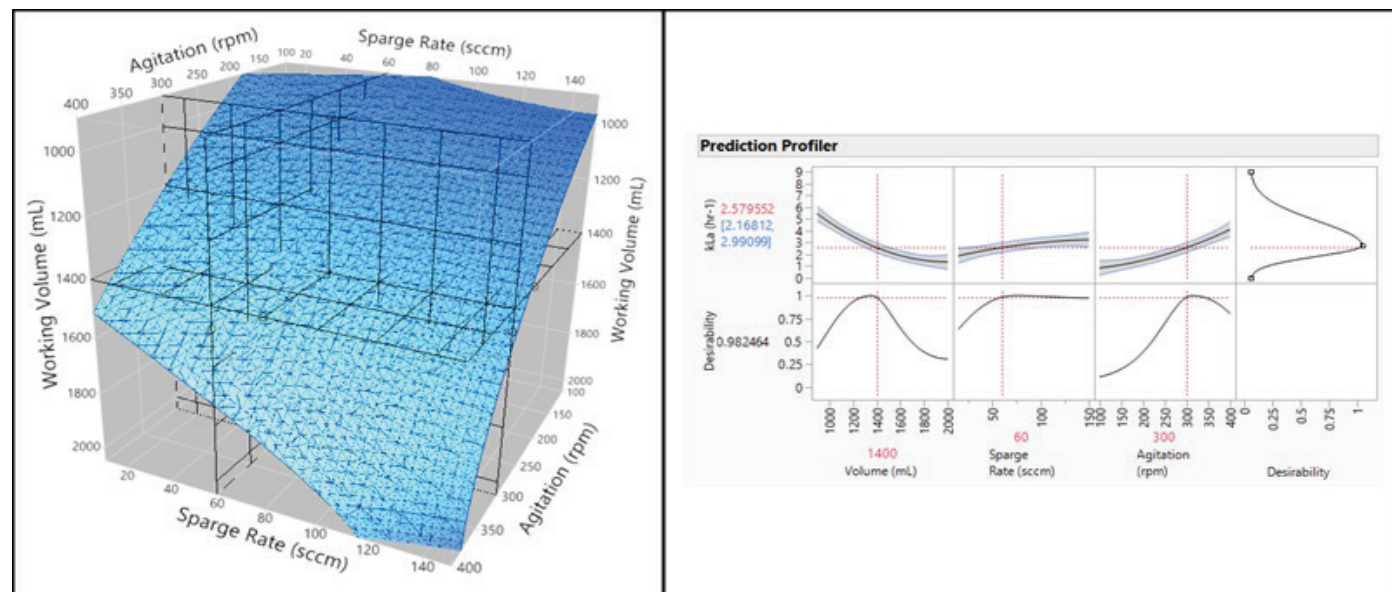 Agitation (rpm)
Sparge Rate (sccm)
400 350 300 250 200 150 100
20 40 60 80 100 120 140
Working Volume (mL)
1000
1200
1400
1600
1800
2000
Working Volume (mL)
1000
1200
1400
1600
1800
2000
Sparge Rate (sccm)
20 40 60 80 100 120 140
Agitation (rpm)
100
150
200
250
300
350
400
Prediction Profiler
kLa (hr-1)
2.579552
[2.16812,
2.99099]
9
8
7
6
5
4
3
2
1
0
Desirability
0.982464
1
0.75
0.5
0.25
0
1000 1200 1400 1600 1800 2000
50 100 150
100 150 200 250 300 350 400
0 0.25 0.5 0.75 1
1400
Volume (mL)
60
Sparge
Rate (sccm)
300
Agitation
(rpm)
Desirability